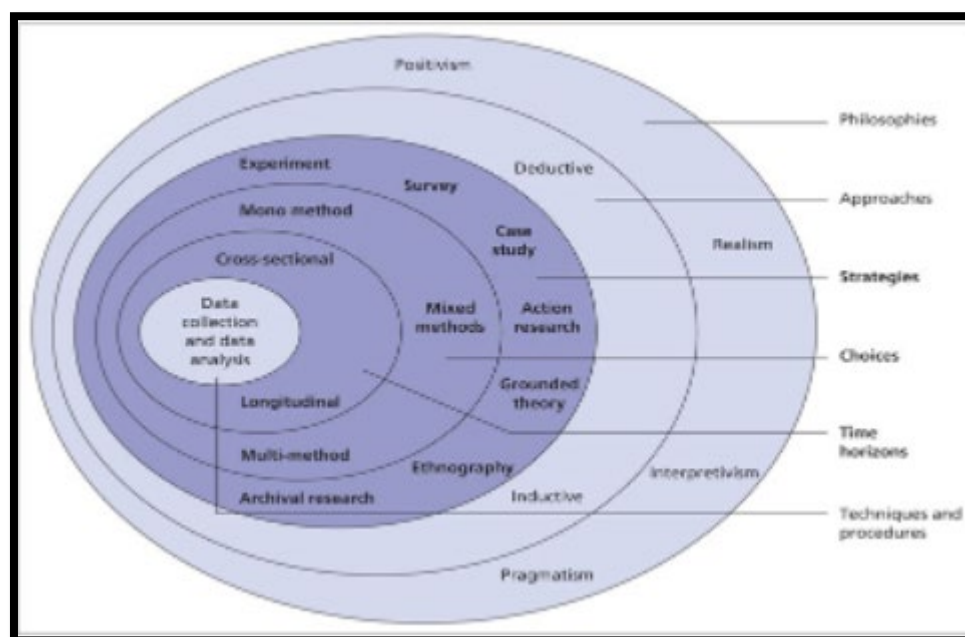 Positivism
Philosophies
Experiment
Deductive
Survey
Approaches
Mono method
Case
study
Realism
Cross-sectional
Strategies
Data
collection
and data
analysis
Mixed
methods
Action
research
Choices
Grounded
theory
Longitudinal
Time
horizons
Multi-method
Ethnography
Interpretivism
Archival research
Inductive
Techniques and
procedures
Pragmatism